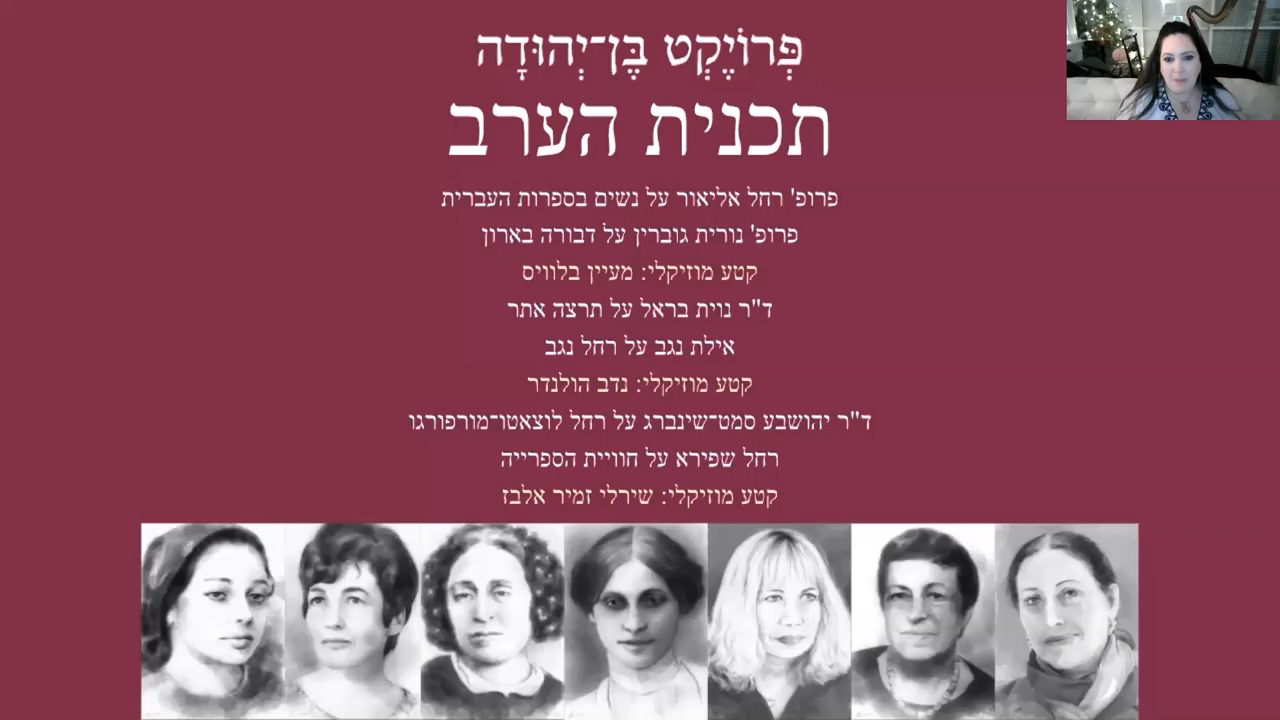 פְּרוֹיֶקְט בֶּן־יְהוּדָה
תכנית הערב
פרופ' רחל אליאור על נשים בספרות העברית
פרופ' נורית גוברין על דבורה בארון
קטע מוזיקלי: מעיין בלוויס
ד"ר נוית בראל על תרצה אתר
אילת נגב על רחל נגב
קטע מוזיקלי: נדב הולנדר
ד"ר יהושבע סמט־שינברג על רחל לוצאטו־מורפורגו
רחל שפירא על חוויית הספרייה
קטע מוזיקלי: שירלי זמיר אלבז